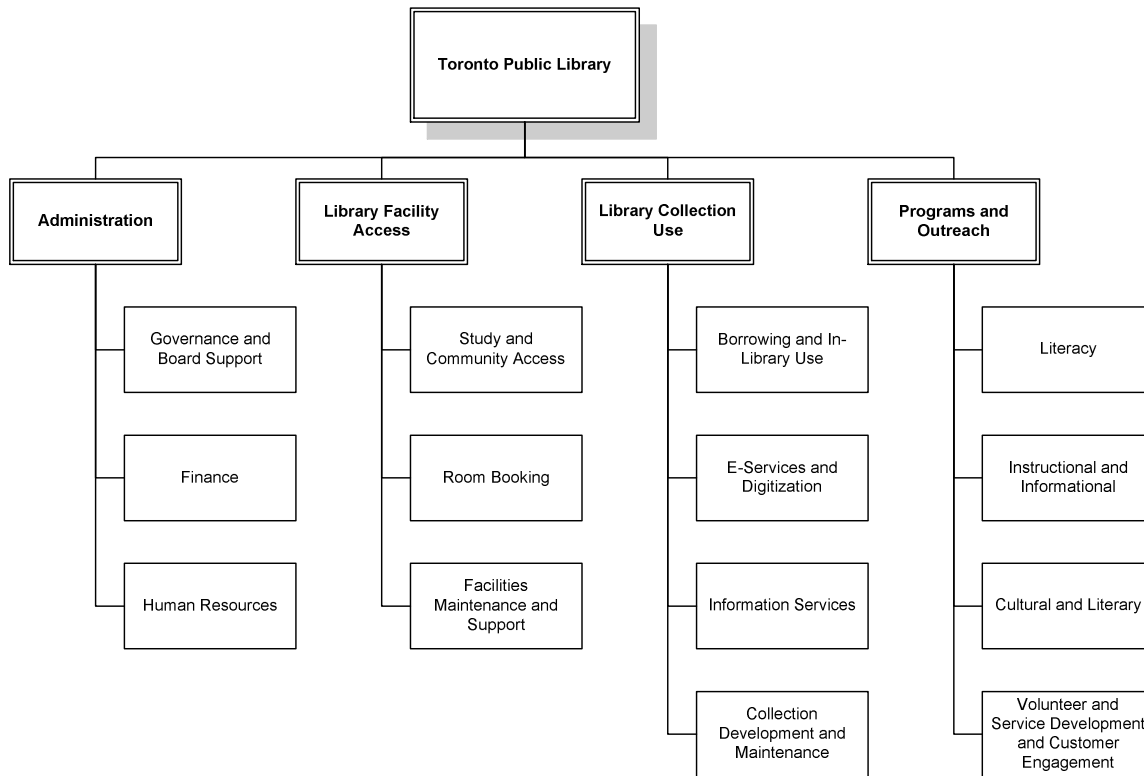 Toronto Public Library
Administration
Library Facility
Access
Library Collection
Use
Programs and
Outreach
Governance and
Board Support
Study and
Community Access
Borrowing and In-
Library Use
Literacy
Finance
Room Booking
E-Services and
Digitization
Instructional and
Informational
Human Resources
Facilities
Maintenance and
Support
Information Services
Cultural and Literary
Collection
Development and
Maintenance
Volunteer and
Service Development
and Customer
Engagement